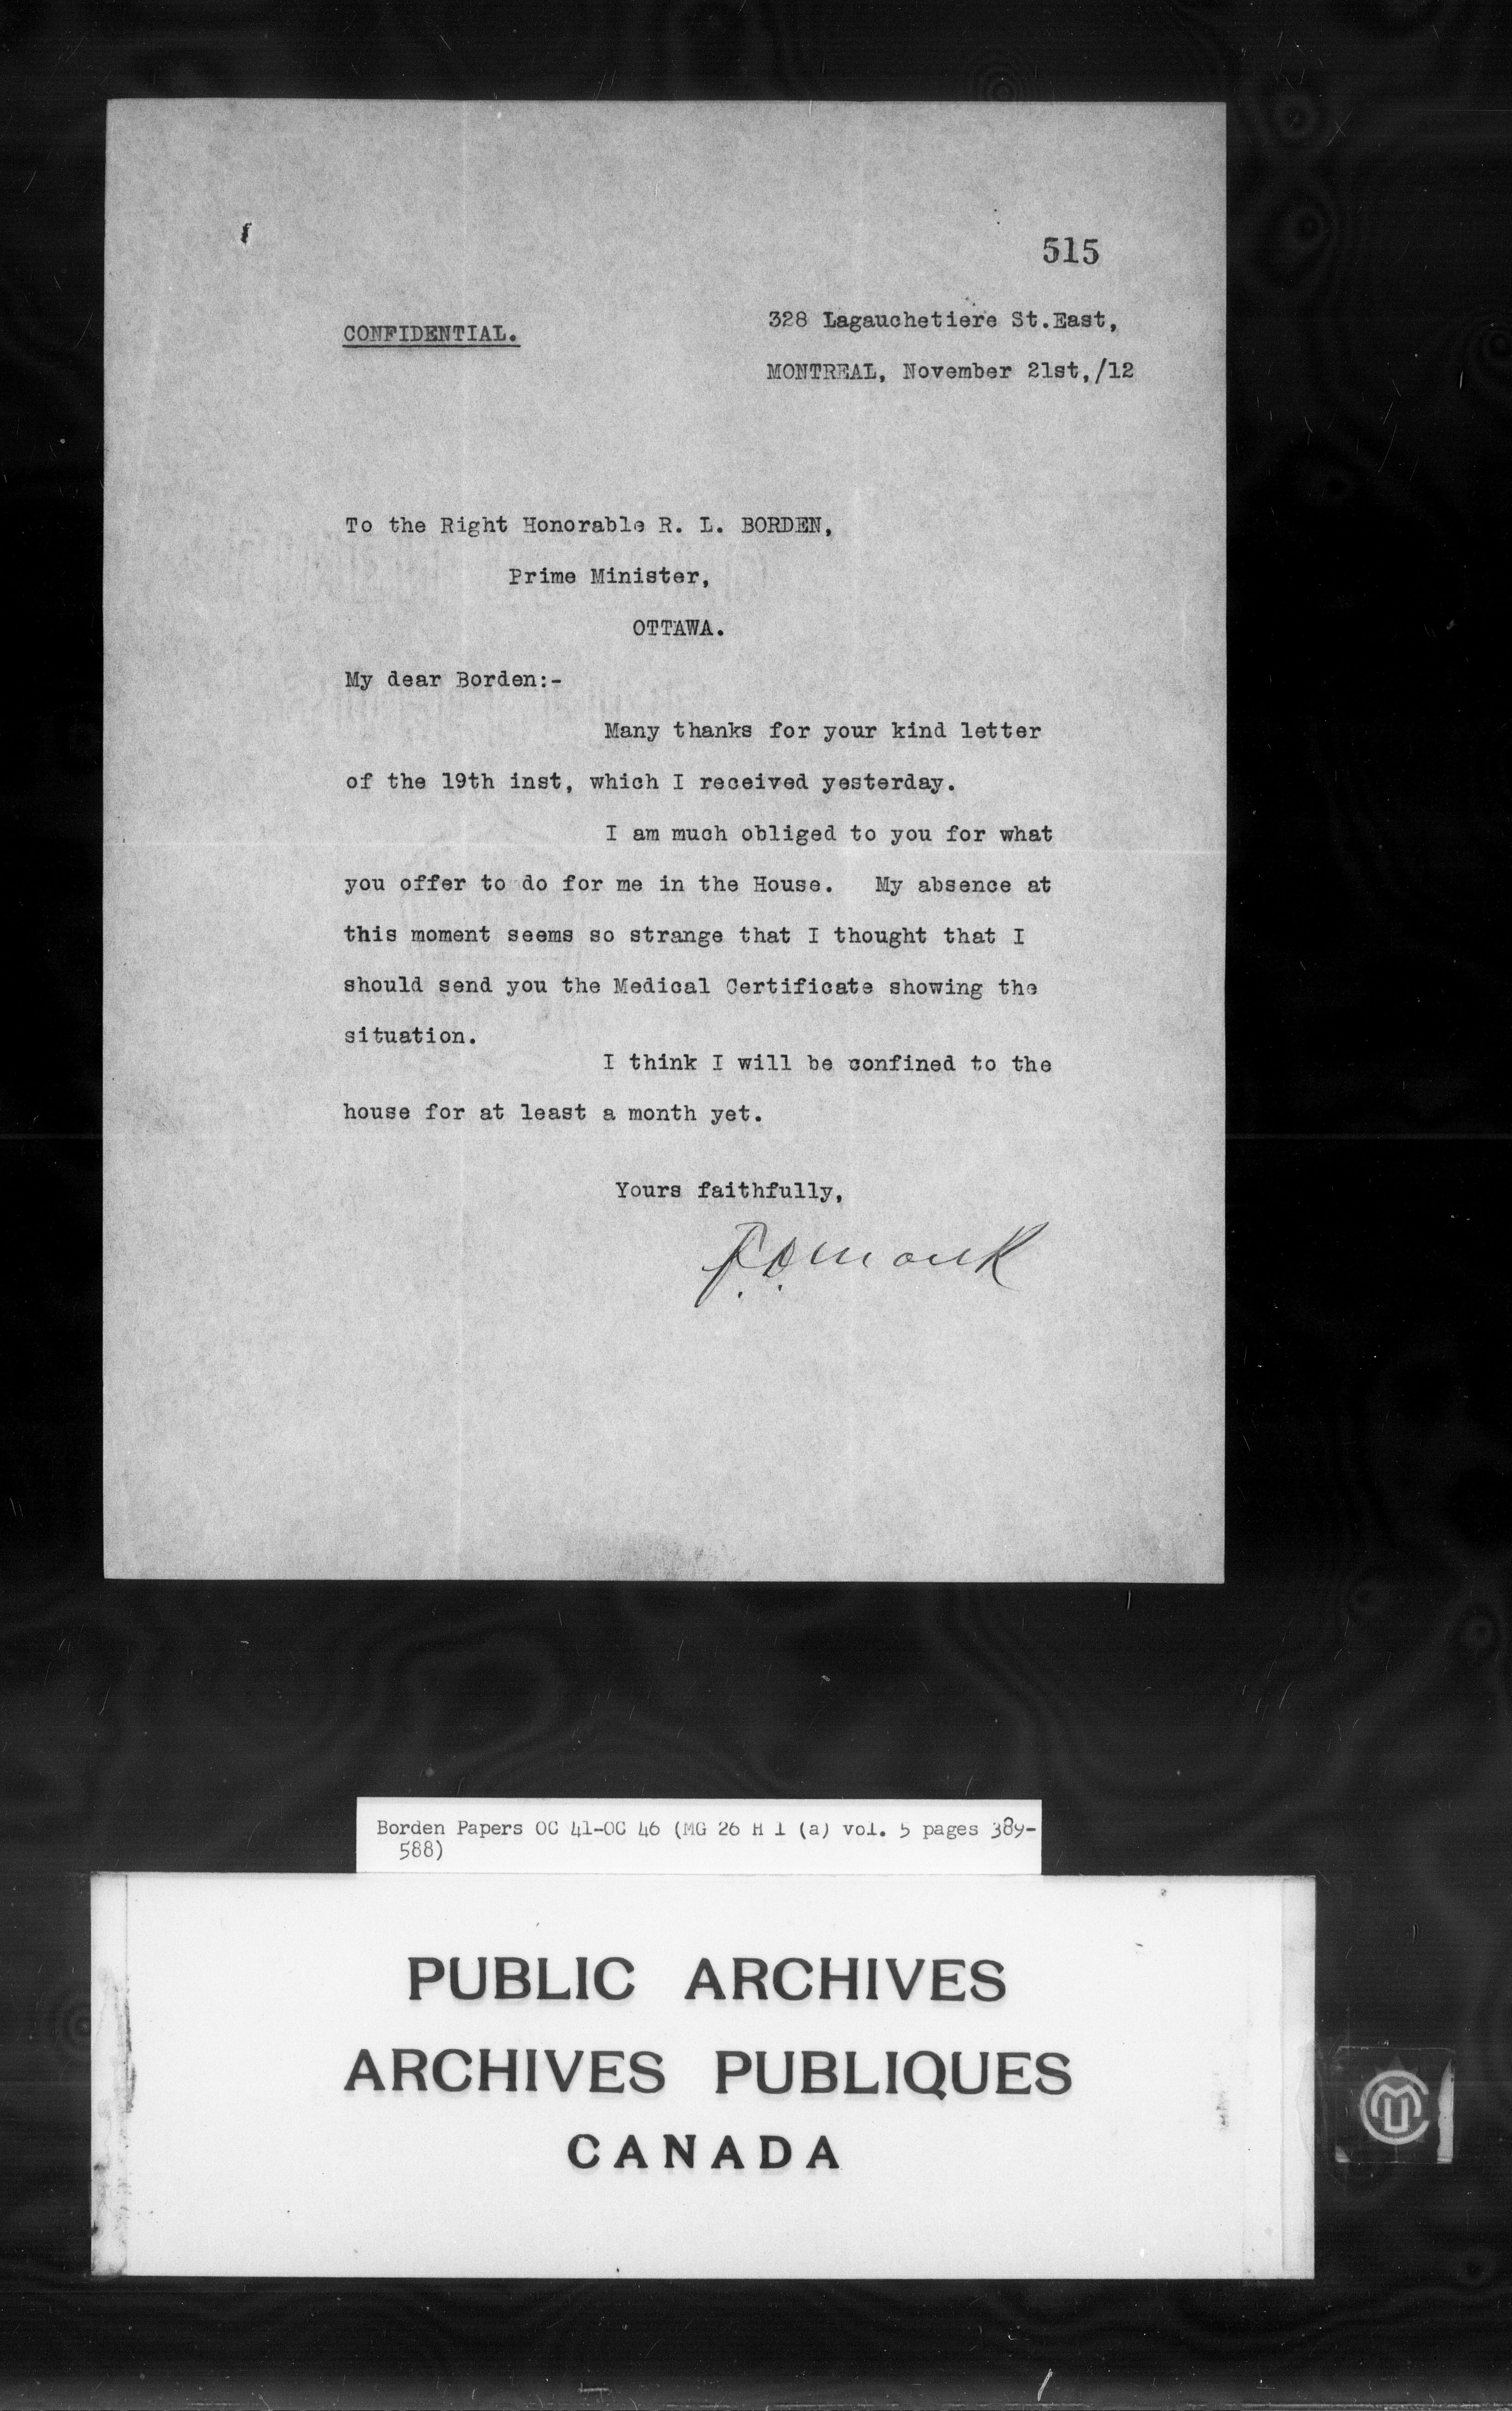 515
CONFIDENTIAL.
328 Lagauchetiere St.East,
MONTREAL, November 21st,/12
To the Right Honorable R. L. BORDEN,
Prime Minister,
OTTAWA.
My dear Borden:-
Many thanks for your kind letter
of the 19th inst, which I received yesterday.
I am much obliged to you for what
you offer to do for me in the House. My absence at
this moment seems so strange that I thought that I
should send you the Medical Certificate showing the
situation.
I think I will be confined to the
house for at least a month yet.
Yours faithfully,
F.D. Monk
Borden Papers OC 41-OC 46 (MG 26 H 1 (a) vol. 5 pages 389-
588)
PUBLIC ARCHIVES
ARCHIVES PUBLIQUES
CANADA